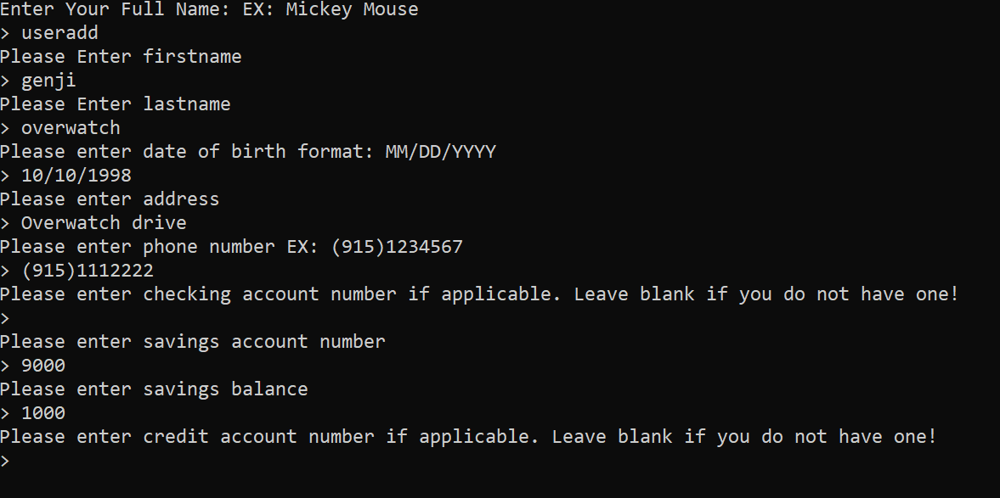 Enter Your Full Name: EX: Mickey Mouse
> useradd
Please Enter firstname
> genji
Please Enter lastname
> overwatch
Please enter date of birth format: MM/DD/YYYY
> 10/10/1998
Please enter address
> Overwatch drive
Please enter phone number EX: (915)1234567
> (915)1112222
Please enter checking account number if applicable. Leave blank if you do not have one!
>
Please enter savings account number
> 9000
Please enter savings balance
> 1000
Please enter credit account number if applicable. Leave blank if you do not have one!
>